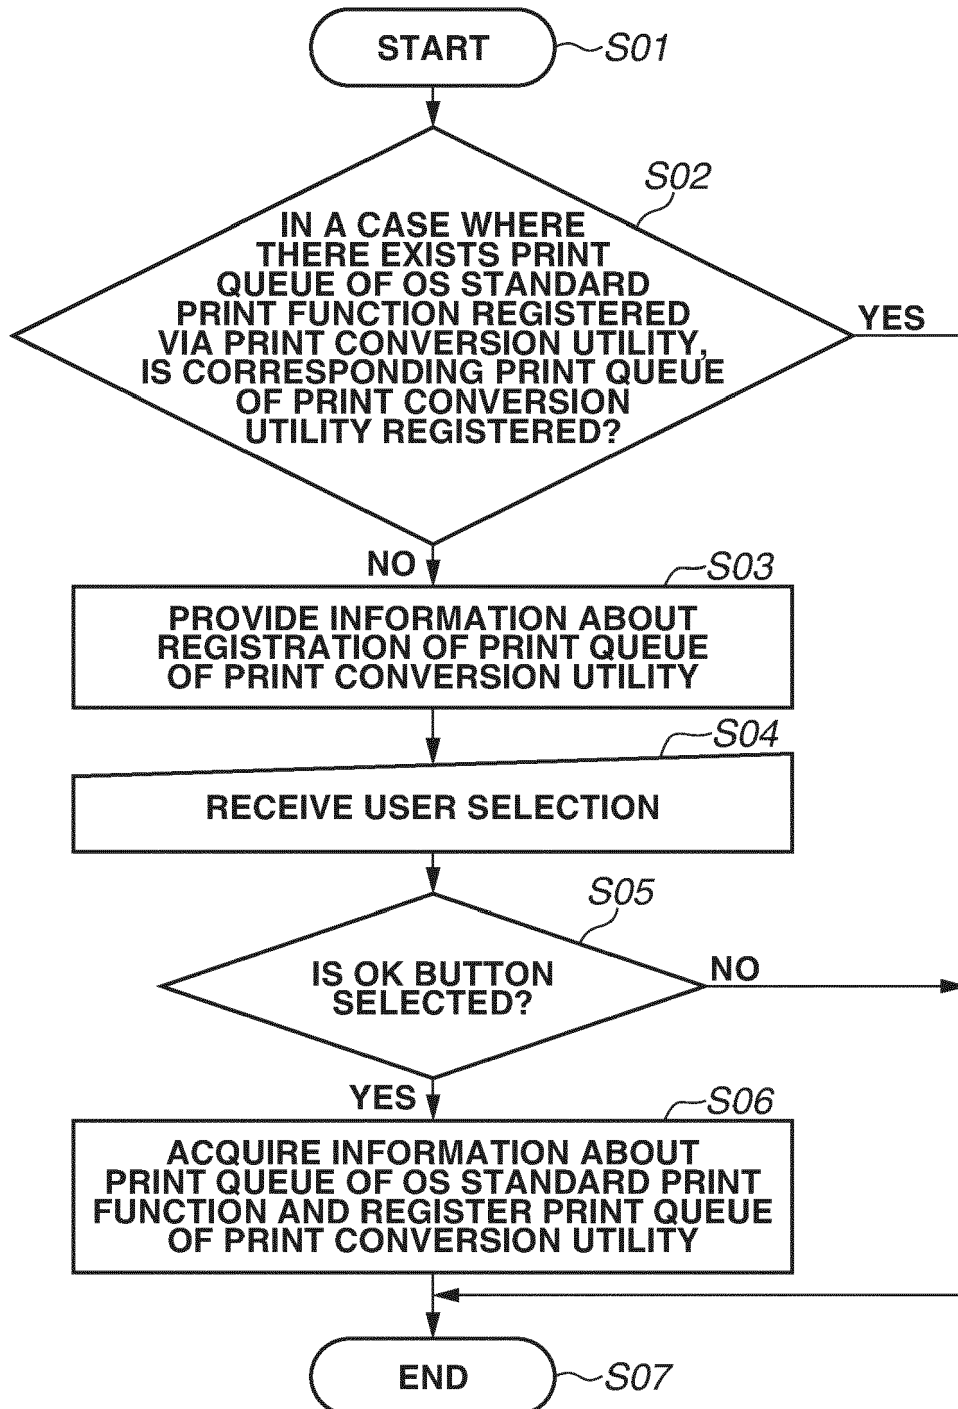 START
S01
S02
IN A CASE WHERE
THERE EXISTS PRINT
QUEUE OF OS STANDARD
PRINT FUNCTION REGISTERED
VIA PRINT CONVERSION UTILITY,
IS CORRESPONDING PRINT QUEUE
OF PRINT CONVERSION
UTILITY REGISTERED?
YES
NO
S03
PROVIDE INFORMATION ABOUT
REGISTRATION OF PRINT QUEUE
OF PRINT CONVERSION UTILITY
S04
RECEIVE USER SELECTION
S05
IS OK BUTTON
SELECTED?
NO
YES
S06
ACQUIRE INFORMATION ABOUT
PRINT QUEUE OF OS STANDARD PRINT
FUNCTION AND REGISTER PRINT QUEUE
OF PRINT CONVERSION UTILITY
END
S07